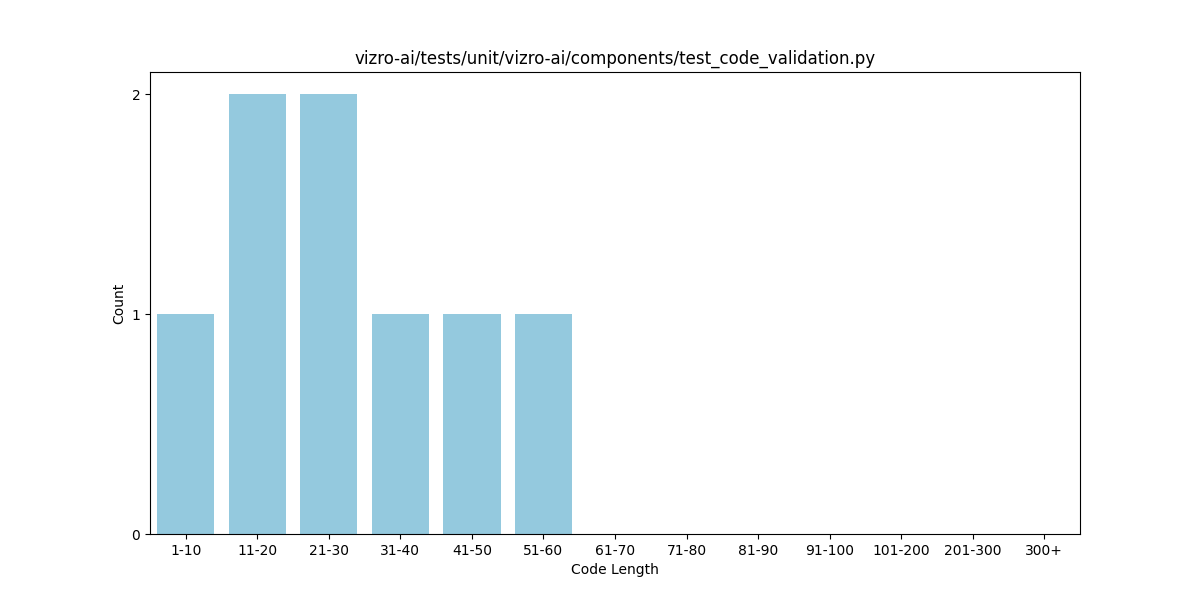 vizro-ai/tests/unit/vizro-ai/components/test_code_validation.py
Count
2
1
0
1-10 11-20 21-30 31-40 41-50 51-60 61-70 71-80 81-90 91-100 101-200 201-300 300+
Code Length